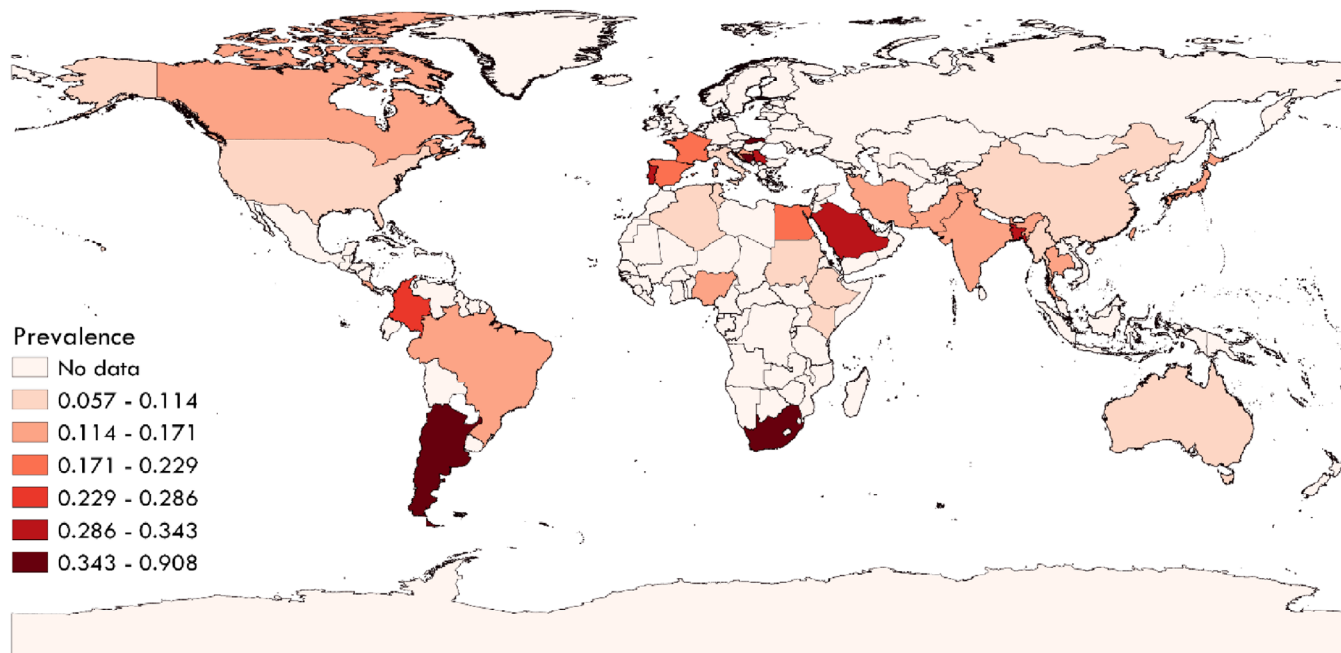 Prevalence
No data
0.057 - 0.114
0.114 - 0.171
0.171 - 0.229
0.229 - 0.286
0.286 - 0.343
0.343 - 0.908